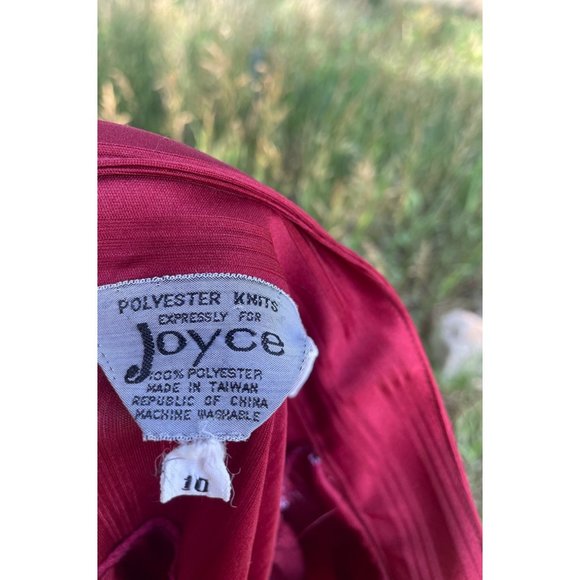 POLYESTER KNITS
EXPRESSLY FOR
Joyce
100% POLYESTER
MADE IN TAIWAN
REPUBLIC OF CHINA
MACHINE WASHABLE
10